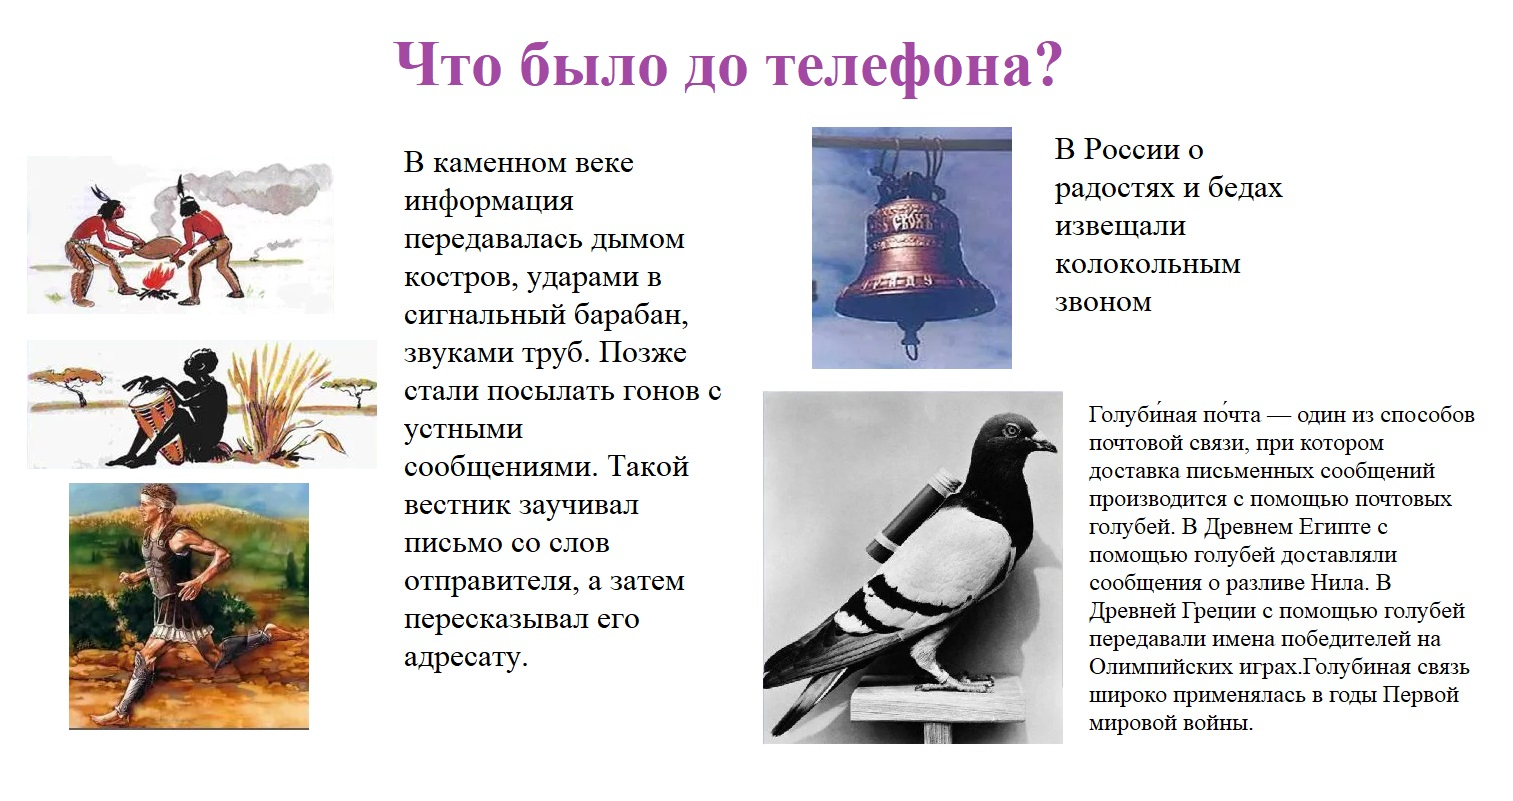 Что было до телефона?
В каменном веке
информация
передавалась дымом
костров, ударами в
сигнальный барабан,
звуками труб. Позже
стали посылать гонов с
устными
сообщениями. Такой
вестник заучивал
письмо со слов
отправителя, а затем
пересказывал его
адресату.
В России о
радостях и бедах
извещали
колокольным
звоном
Голуби́ная по́чта — один из способов
почтовой связи, при котором
доставка письменных сообщений
производится с помощью почтовых
голубей. В Древнем Египте с
помощью голубей доставляли
сообщения о разливе Нила. В
Древней Греции с помощью голубей
передавали имена победителей на
Олимпийских играх.Голубиная связь
широко применялась в годы Первой
мировой войны.